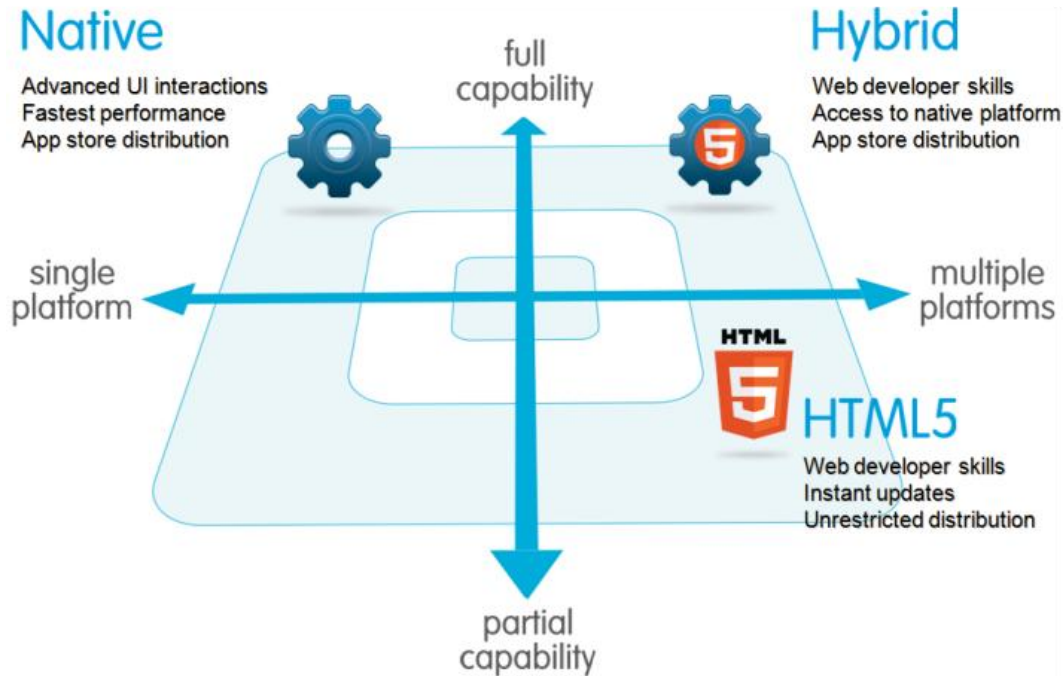 Native
Advanced UI interactions
Fastest performance
App store distribution
full
capability
Hybrid
Web developer skills
Access to native platform
App store distribution
5
single
platform
multiple
platforms
HTML
5
HTML5
Web developer skills
Instant updates
Unrestricted distribution
partial
capability